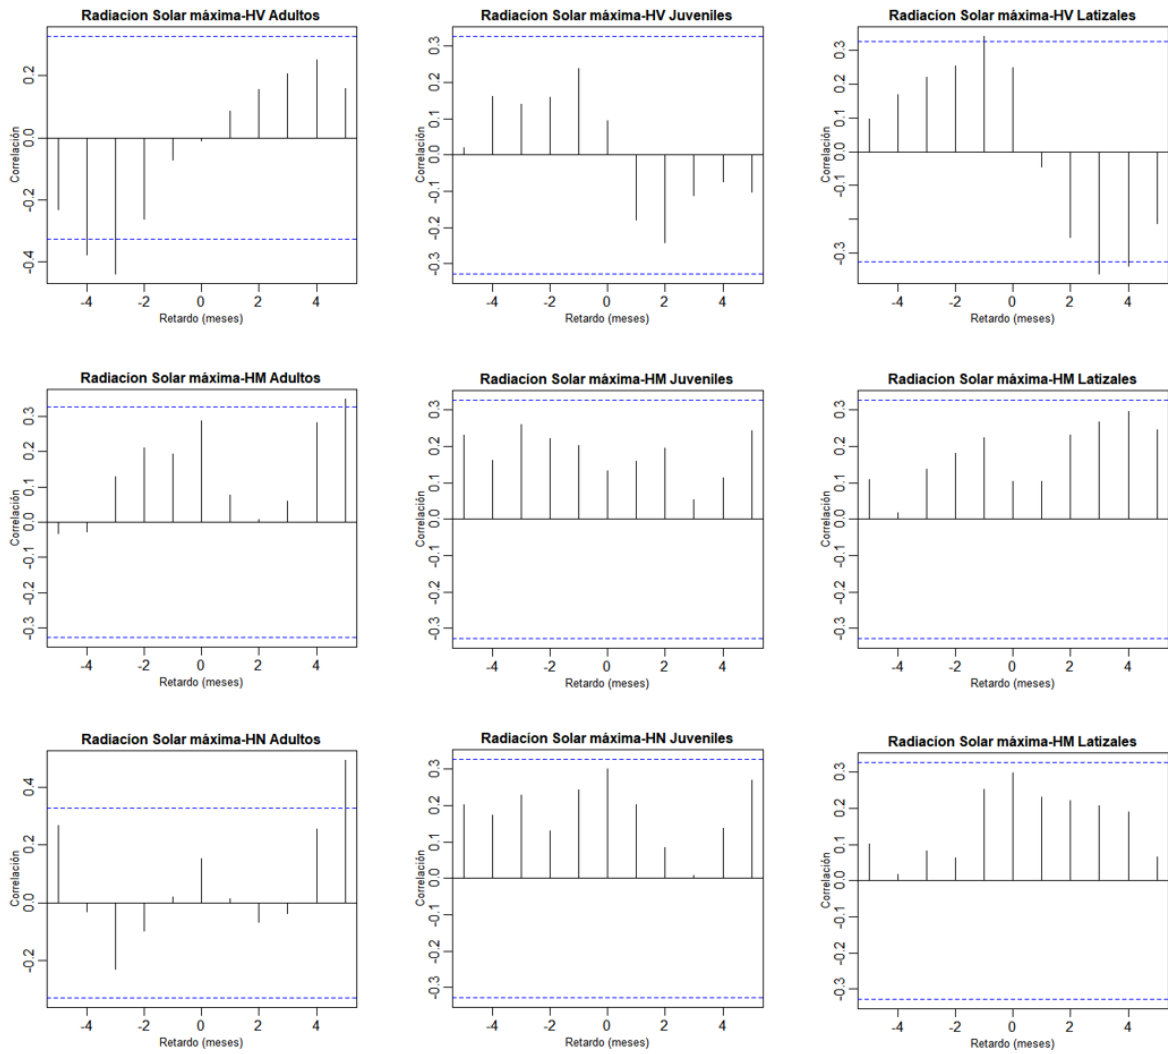 Radiacion Solar máxima-HV Adultos
Correlación
0.2
0.0
-0.2
-0.4
-4 -2 0 2 4
Retardo (meses)
Radiacion Solar máxima-HV Juveniles
Correlación
0.3
0.2
0.1
0.0
-0.1
-0.2
-0.3
-4 -2 0 2 4
Retardo (meses)
Radiacion Solar máxima-HV Latizales
Correlación
0.3
0.2
0.1
0.0
-0.1
-0.3
-4 -2 0 2 4
Retardo (meses)
Radiacion Solar máxima-HM Adultos
Correlación
0.3
0.2
0.1
0.0
-0.1
-0.2
-0.3
-4 -2 0 2 4
Retardo (meses)
Radiacion Solar máxima-HM Juveniles
Correlación
0.3
0.2
0.1
0.0
-0.1
-0.2
-0.3
-4 -2 0 2 4
Retardo (meses)
Radiacion Solar máxima-HM Latizales
Correlación
0.3
0.2
0.1
0.0
-0.1
-0.2
-0.3
-4 -2 0 2 4
Retardo (meses)
Radiacion Solar máxima-HN Adultos
Correlación
0.4
0.2
0.0
-0.2
-4 -2 0 2 4
Retardo (meses)
Radiacion Solar máxima-HN Juveniles
Correlación
0.3
0.2
0.1
0.0
-0.1
-0.2
-0.3
-4 -2 0 2 4
Retardo (meses)
Radiacion Solar máxima-HM Latizales
Correlación
0.3
0.2
0.1
0.0
-0.1
-0.2
-0.3
-4 -2 0 2 4
Retardo (meses)